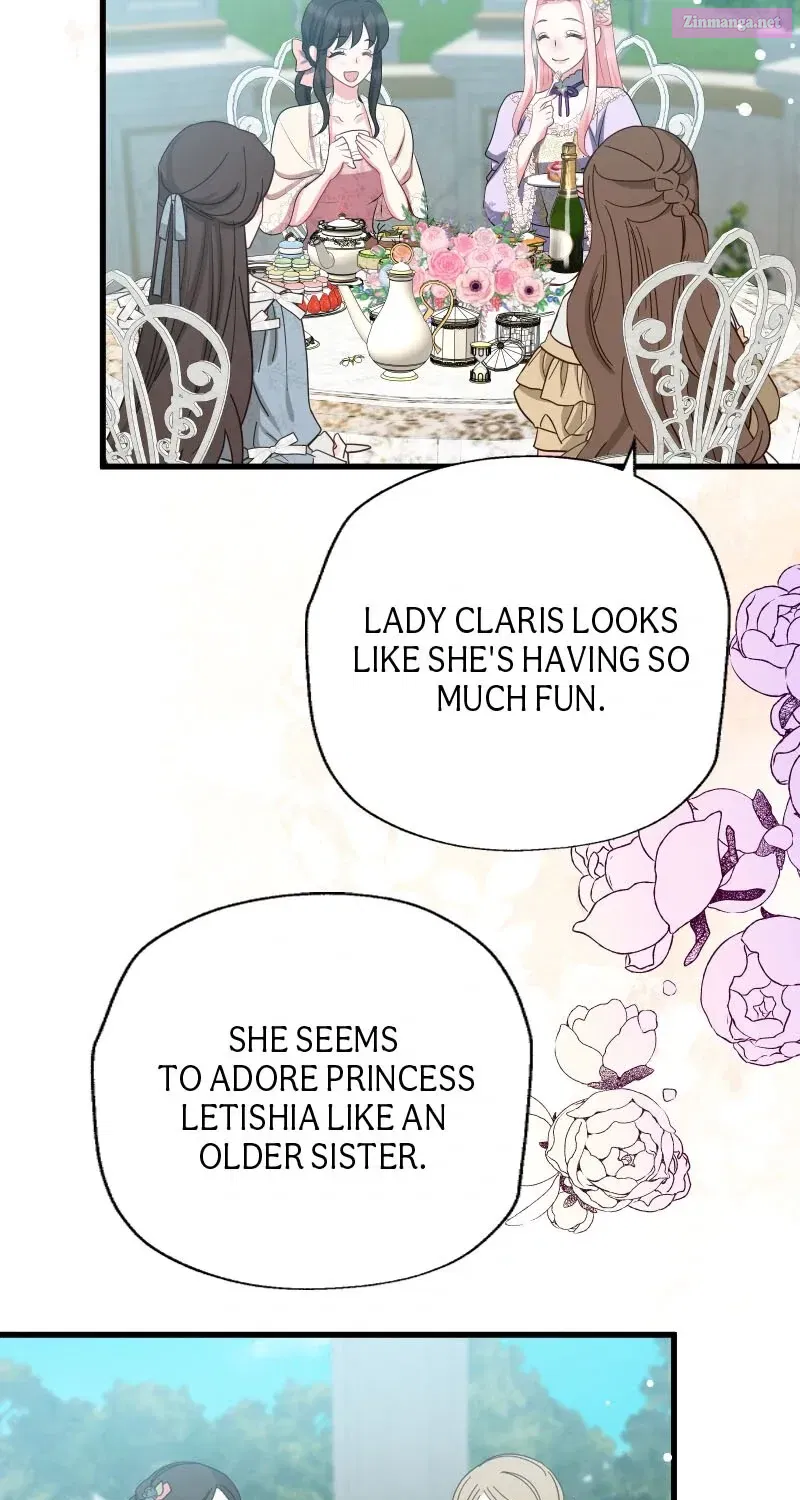 Zinmanga.net
LADY CLARIS LOOKS
LIKE SHE'S HAVING SO
MUCH FUN.
SHE SEEMS
TO ADORE PRINCESS
LETISHIA LIKE AN
OLDER SISTER.